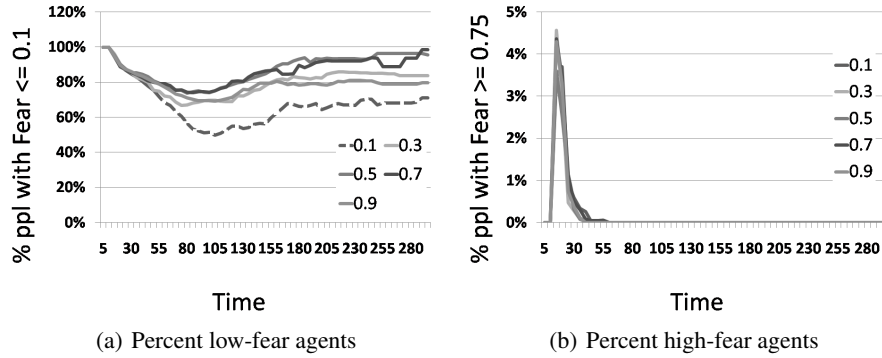 % ppl with Fear <= 0.1
120%
100%
80%
60%
40%
20%
0%
0.1 0.3
0.5 0.7
0.9
5 30 55 80 105 130 155 180 205 230 255 280
Time
(a) Percent low-fear agents
% ppl with Fear >= 0.75
5%
4%
3%
2%
1%
0%
0.1
0.3
0.5
0.7
0.9
5 30 55 80 105 130 155 180 205 230 255 280
Time
(b) Percent high-fear agents